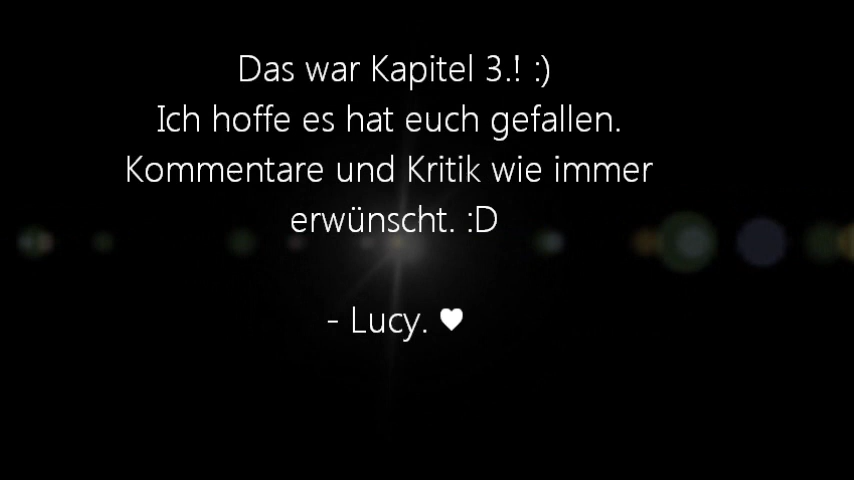 Das war Kapitel 3.! :)
Ich hoffe es hat euch gefallen.
Kommentare und Kritik wie immer
erwünscht. :D
- Lucy. ♥